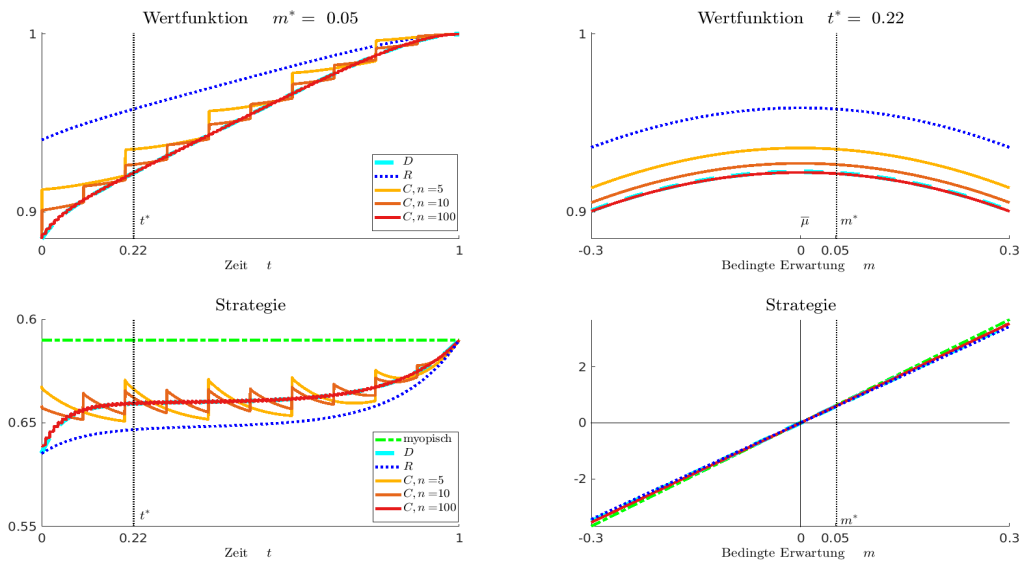 Wertfunktion m* = 0.05
1
0.9
D
R
C, n =5
C, n =10
C, n =100
t*
0
0.22
1
Zeit t
Wertfunktion t* = 0.22
1
0.9
μ̅
m*
-0.3
0
0.05
0.3
Bedingte Erwartung m
Strategie
0.6
0.65
0.55
myopisch
D
R
C, n =5
C, n =10
C, n =100
t*
0
0.22
1
Zeit t
Strategie
2
0
-2
m*
-0.3
0
0.05
0.3
Bedingte Erwartung m